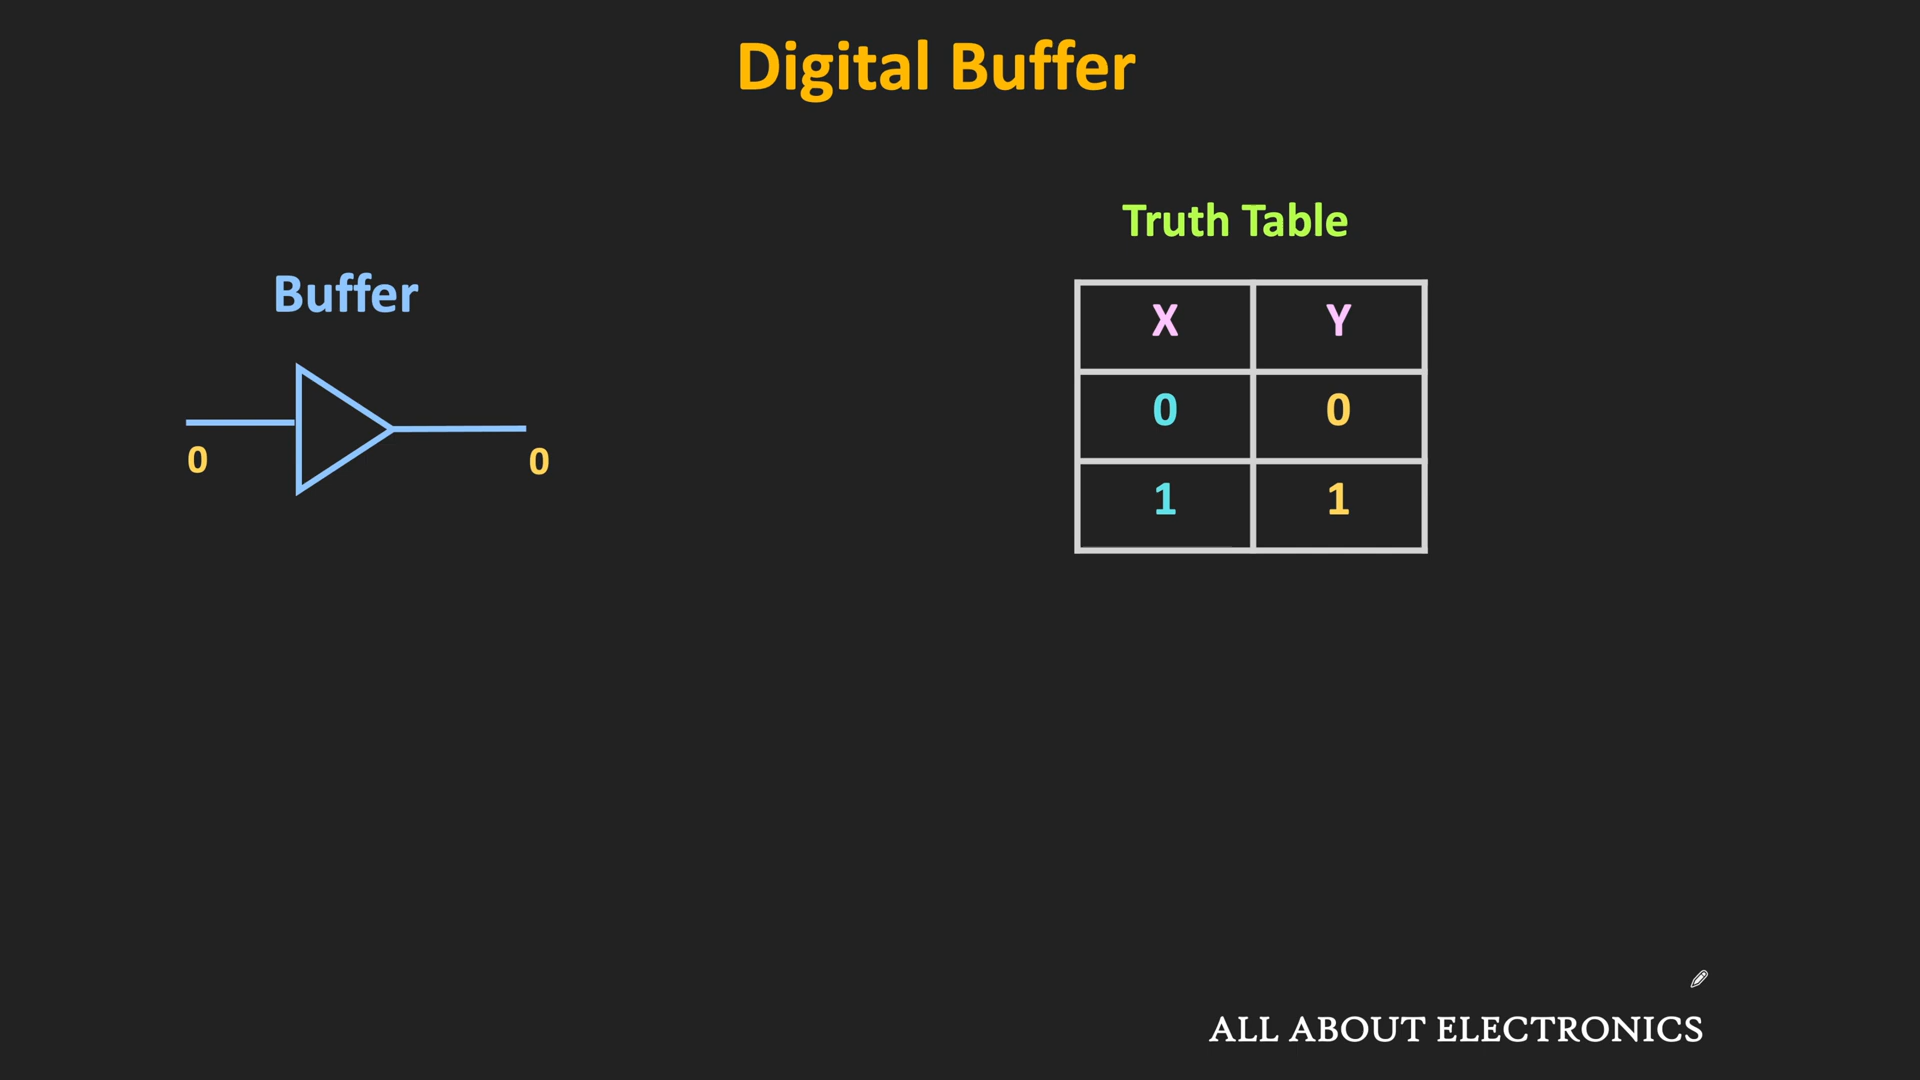 Digital Buffer
Buffer
0
0
Truth Table
X Y
0 0
1 1
ALL ABOUT ELECTRONICS